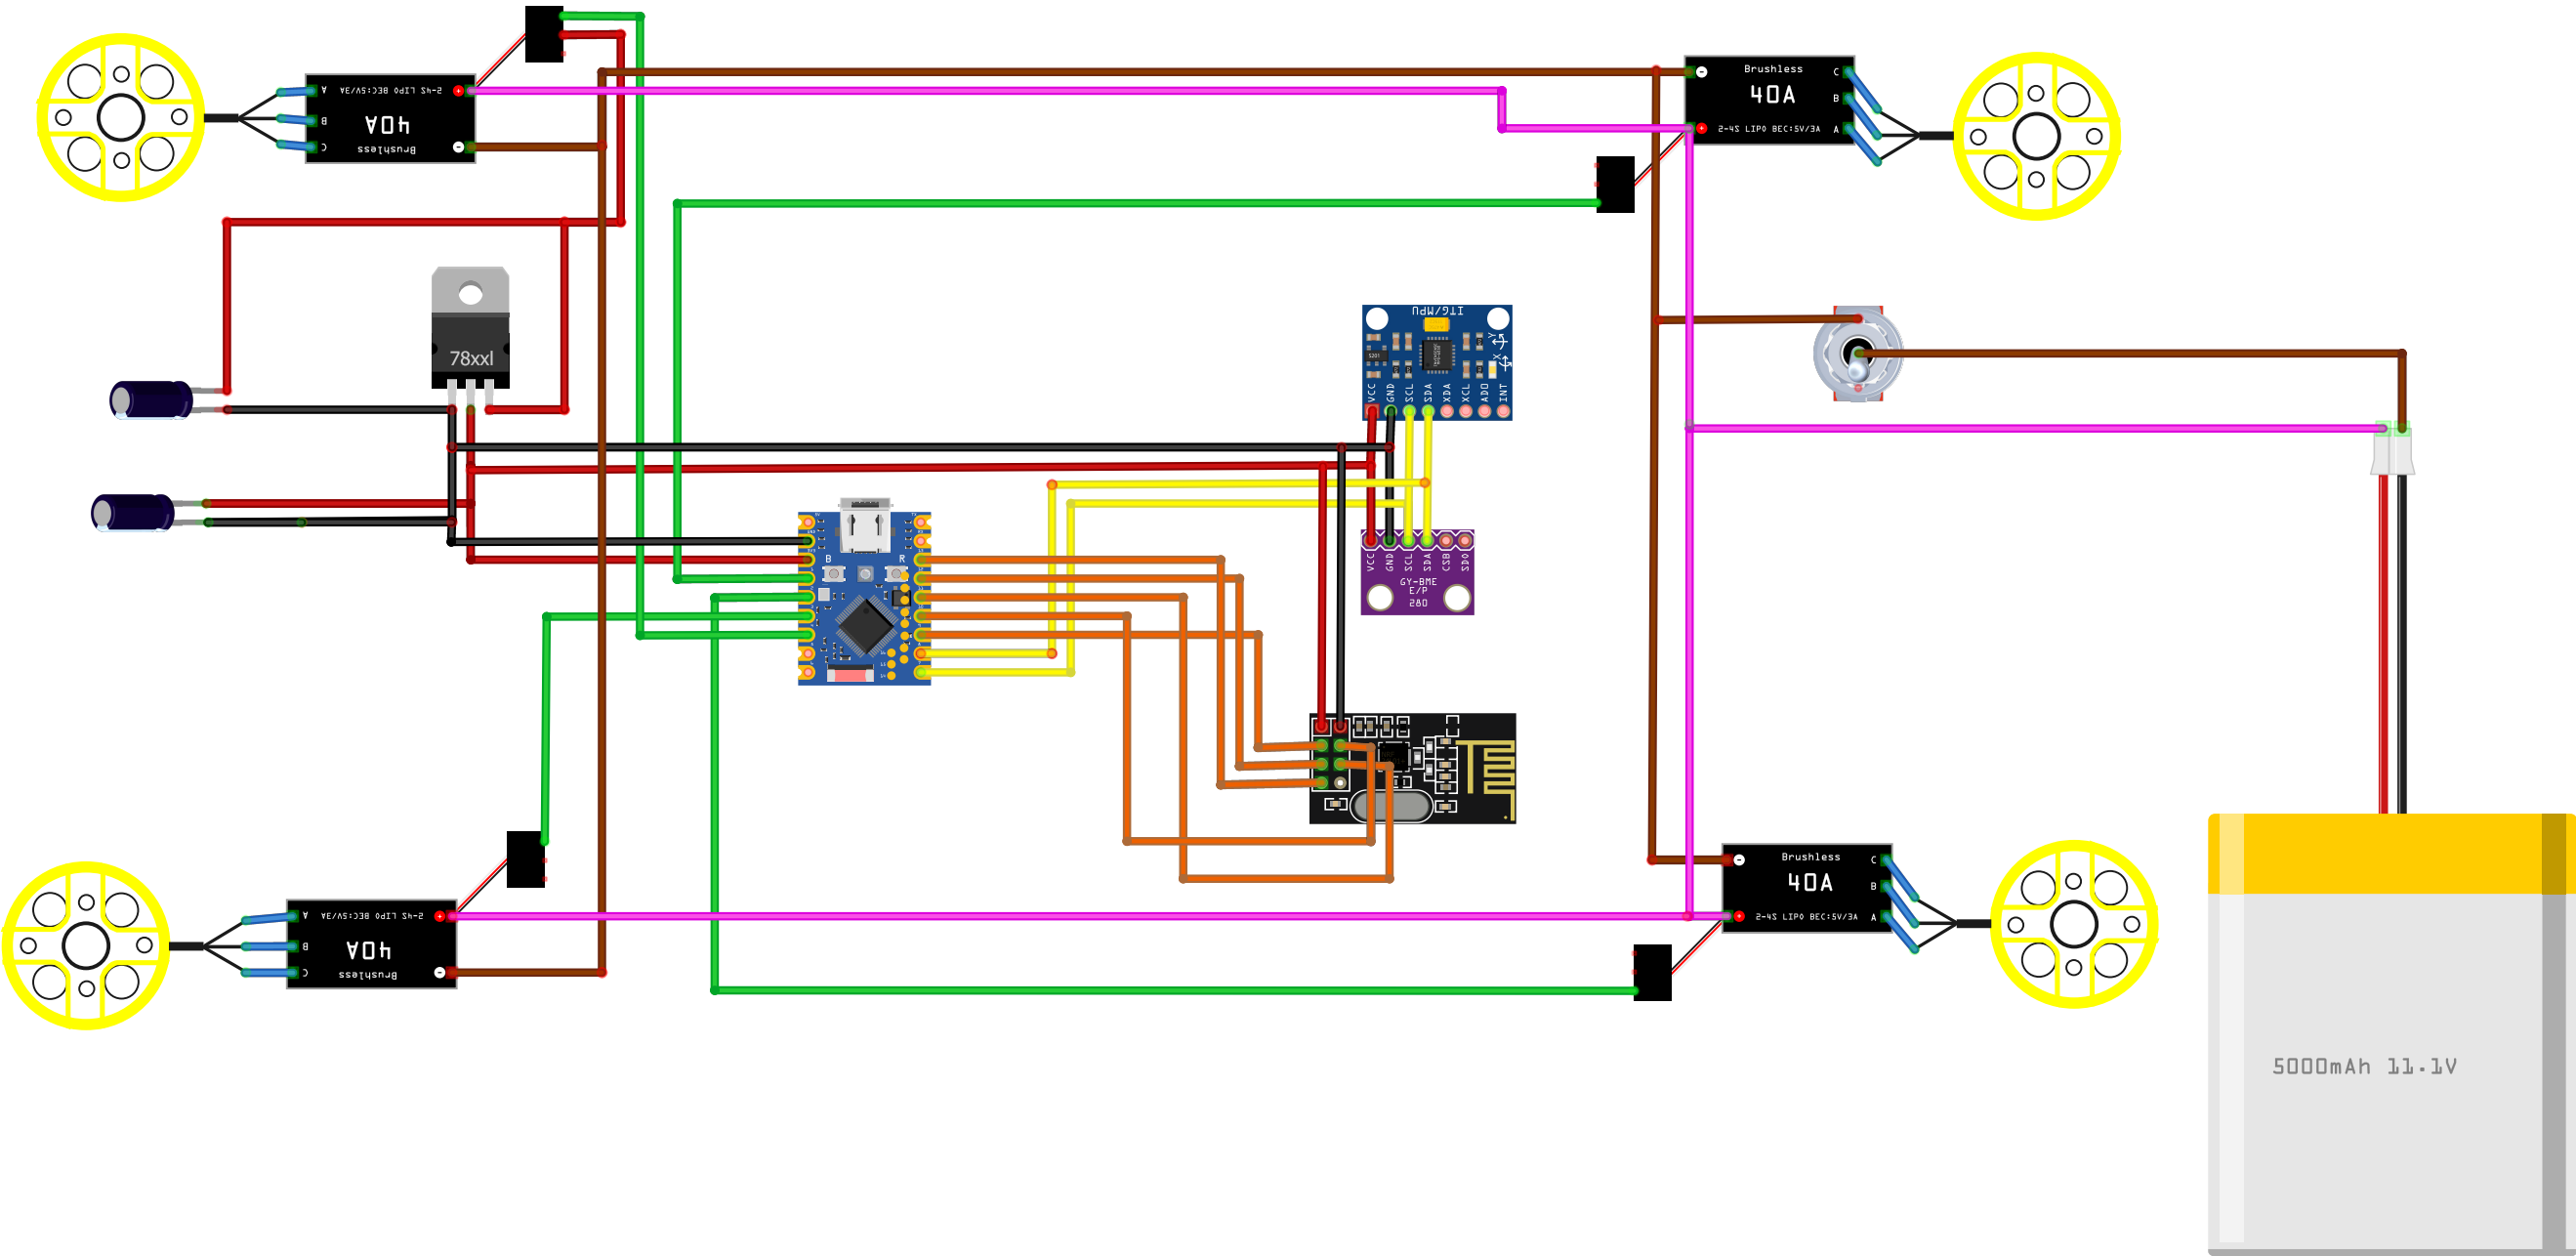 2-4S LIPO BEC:5V/3A
40A
Brushless
A
B
C
Brushless
40A
2-4S LIPO BEC:5V/3A
C
B
A
78xxl
ITG/MPU
Y
X
VCC
GND
SCL
SDA
XDA
XCL
AD0
INT
B
R
VCC
GND
SCL
SDA
CSB
SDO
GY-BME
E/P
280
2-4S LIPO BEC:5V/3A
40A
Brushless
A
B
C
Brushless
40A
2-4S LIPO BEC:5V/3A
C
B
A
5000mAh 11.1V